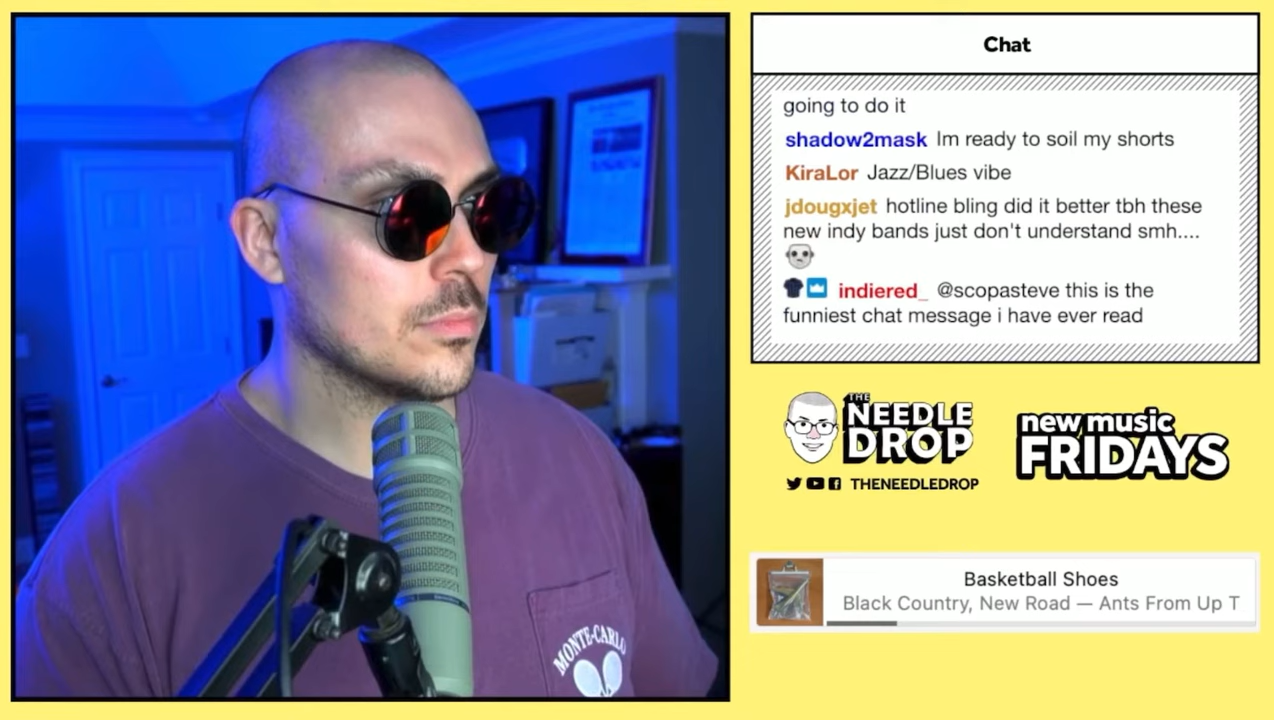 Chat
going to do it
shadow2mask Im ready to soil my shorts
KiraLor Jazz/Blues vibe
jdougxjet hotline bling did it better tbh these
new indy bands just don't understand smh....
indiered_ @scopasteve this is the
funniest chat message i have ever read
THE
NEEDLE
DROP
THENEEDLEDROP
new music
FRIDAYS
Basketball Shoes
Black Country, New Road — Ants From Up T
MONTE-CARLO